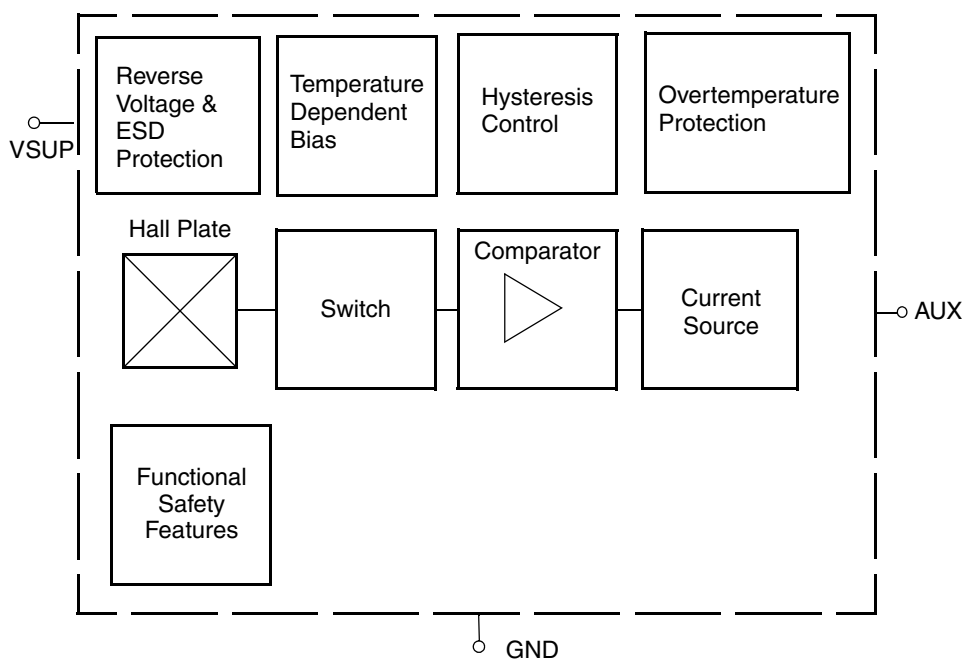 Reverse
Voltage &
ESD
Protection
Temperature
Dependent
Bias
Hysteresis
Control
Overtemperature
Protection
VSUP
Hall Plate
Switch
Comparator
Current
Source
AUX
Functional
Safety
Features
GND